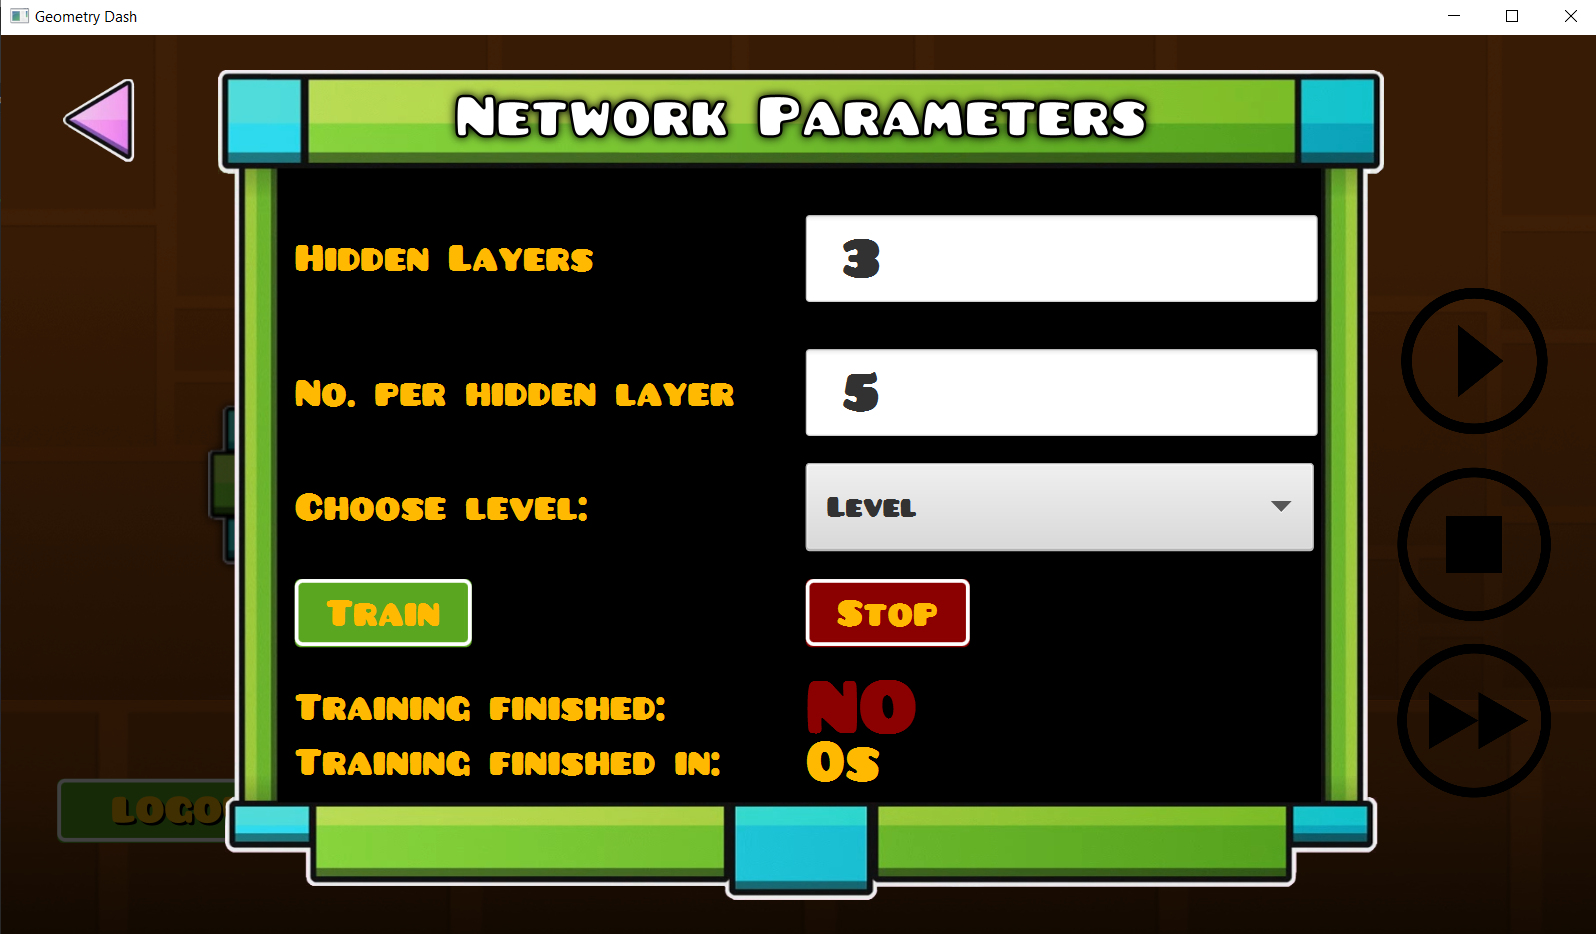 Geometry Dash
Network Parameters
Hidden Layers
3
No. per hidden layer
5
Choose level:
Level
Train
Stop
Training finished:
NO
Training finished in:
0s
LOGO